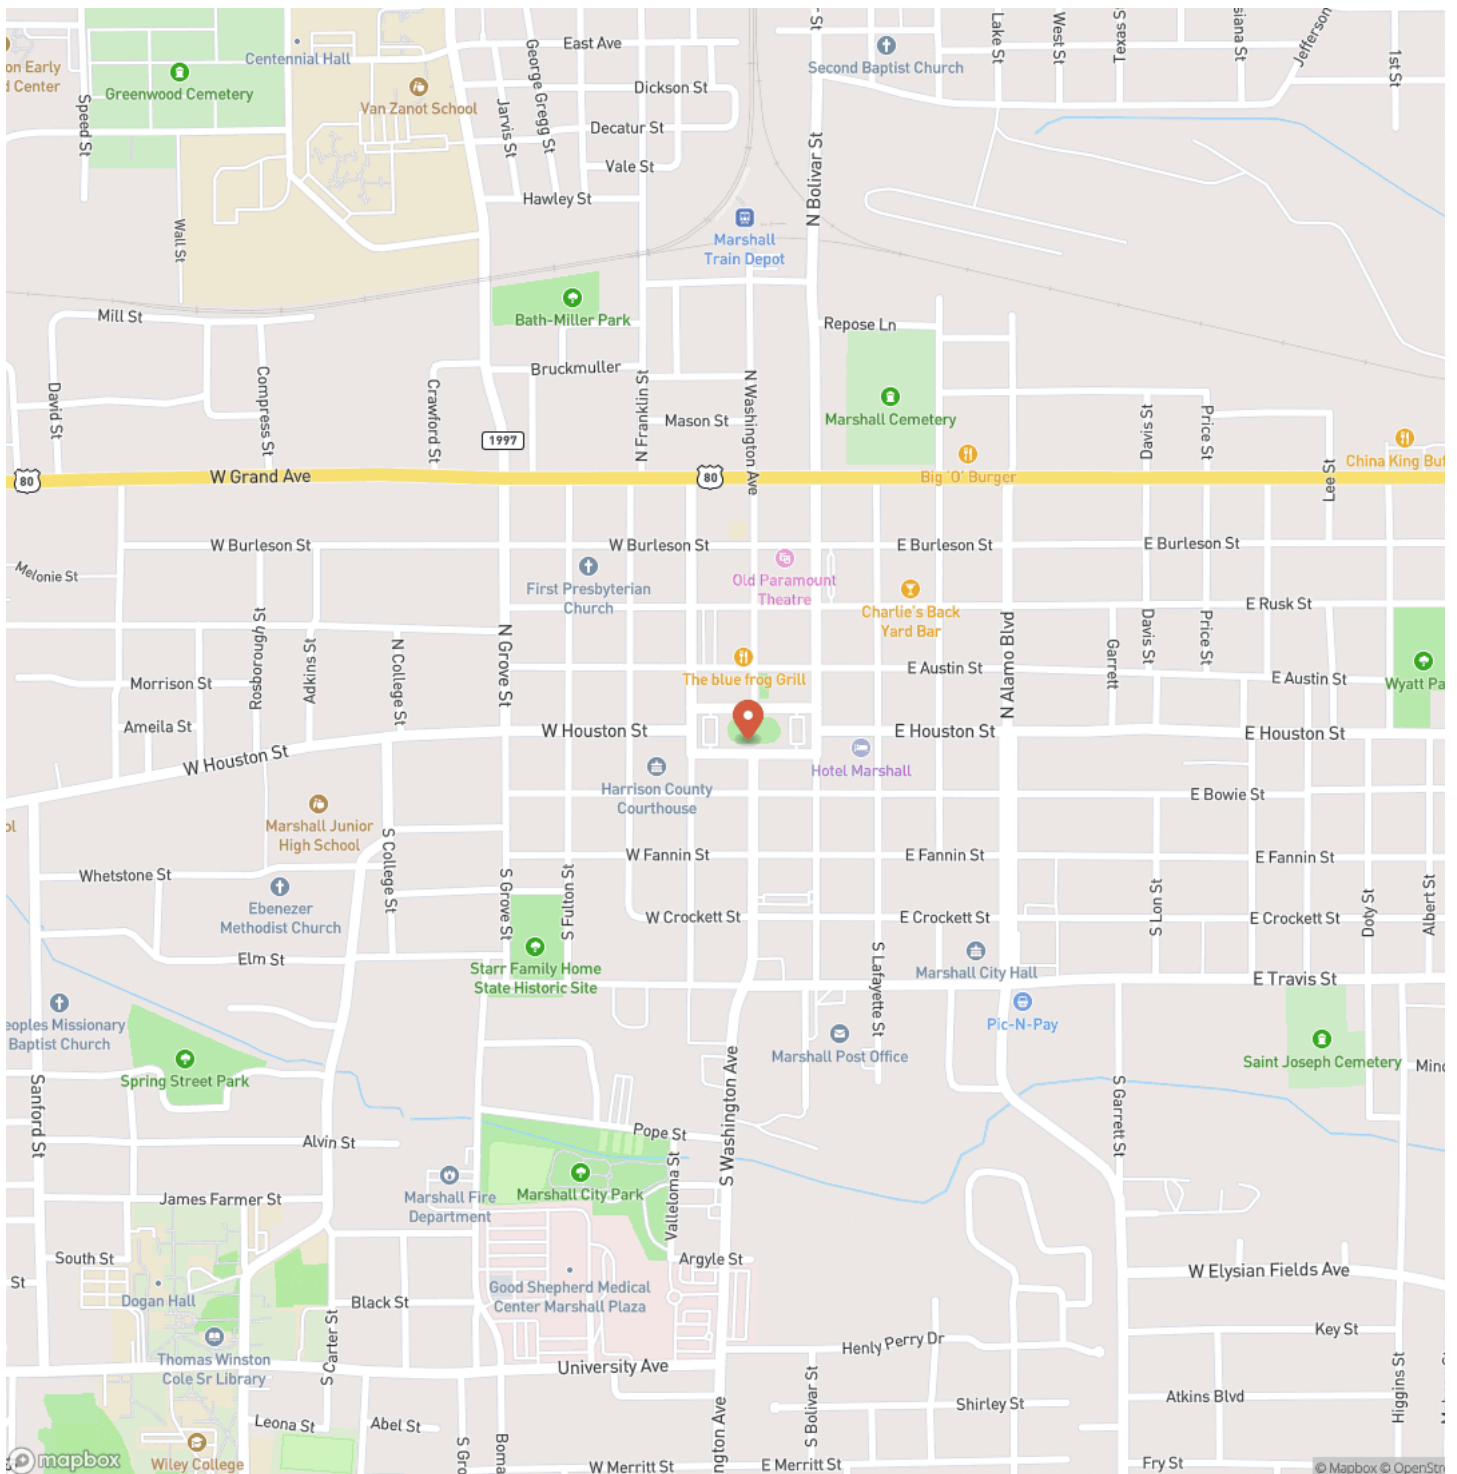 East Ave
Centennial Hall
Second Baptist Church
Lake St
West St
Texas St
Jefferson
1st St
on Early
d Center
Greenwood Cemetery
Van Zanot School
George Gregg St
Jarvis St
Dickson St
Decatur St
Vale St
Hawley St
Speed St
Wall St
N Bolivar St
Marshall
Train Depot
Mill St
Bath-Miller Park
Repose Ln
Bruckmuller
David St
Compress St
Crawford St
N Franklin St
Mason St
N Washington Ave
Marshall Cemetery
Davis St
Price St
1997
Big 'O' Burger
China King Buf
Lee St
80
W Grand Ave
80
W Burleson St
W Burleson St
E Burleson St
E Burleson St
Melonie St
First Presbyterian
Church
Old Paramount
Theatre
Charlie's Back
Yard Bar
E Rusk St
Rosborough St
Adkins St
N College St
N Grove St
N Alamo Blvd
Garrett
Davis St
Price St
The blue frog Grill
E Austin St
E Austin St
Wyatt Pa
Morrison St
Ameila St
W Houston St
W Houston St
E Houston St
E Houston St
Hotel Marshall
Harrison County
Courthouse
E Bowie St
ol
Marshall Junior
High School
S College St
W Fannin St
E Fannin St
E Fannin St
Whetstone St
Ebenezer
Methodist Church
S Grove St
S Fulton St
W Crockett St
E Crockett St
E Crockett St
S Lon St
Doty St
Albert St
Elm St
Starr Family Home
State Historic Site
S Lafayette St
Marshall City Hall
E Travis St
eoples Missionary
Baptist Church
Pic-N-Pay
Marshall Post Office
Saint Joseph Cemetery
Spring Street Park
Sanford St
S Washington Ave
S Garrett St
Alvin St
Pope St
James Farmer St
Marshall Fire
Department
Marshall City Park
Valleloma St
South St
St
Argyle St
W Elysian Fields Ave
Dogan Hall
Good Shepherd Medical
Center Marshall Plaza
Black St
Key St
Thomas Winston
Cole Sr Library
S Carter St
University Ave
Henly Perry Dr
Higgins St
Leona St
Abel St
S Bolivar St
Shirley St
Atkins Blvd
Wiley College
S Gro
Boma
W Merritt St
ngton Ave
E Merritt St
Fry St
mapbox
© Mapbox © OpenStre